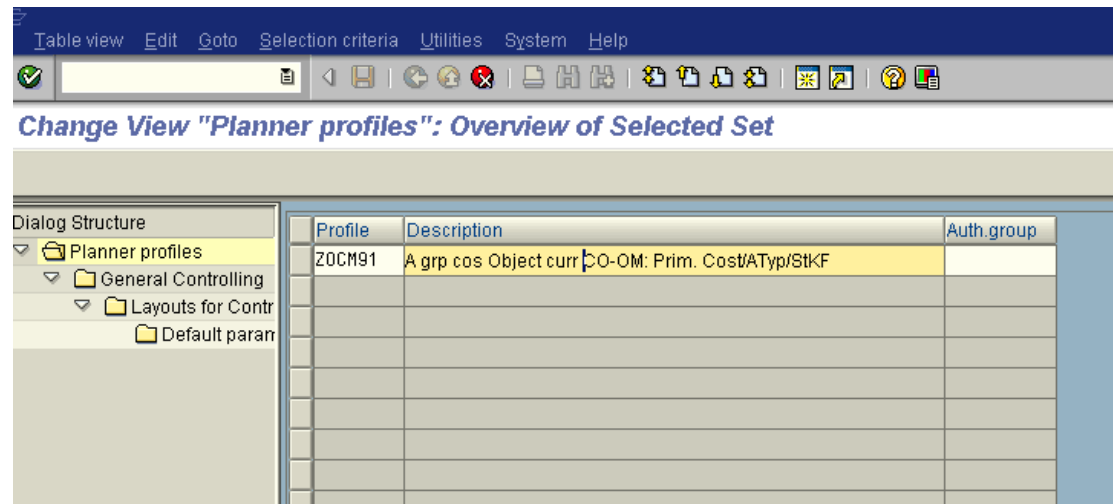 Table view Edit Goto Selection criteria Utilities System Help
Change View "Planner profiles": Overview of Selected Set
Dialog Structure
Planner profiles
General Controlling
Layouts for Contr
Default param
Profile Description Auth.group
ZOCM91 A grp cos Object curr CO-OM: Prim. Cost/ATyp/StKF